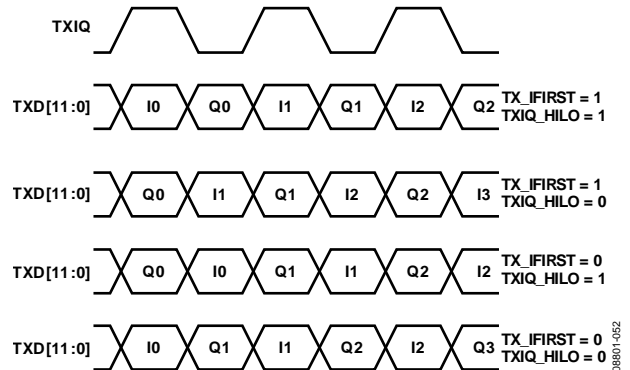 TXIQ
TXD[11:0] I0 Q0 I1 Q1 I2 Q2 TX_IFIRST = 1
TXIQ_HILO = 1
TXD[11:0] Q0 I1 Q1 I2 Q2 I3 TX_IFIRST = 1
TXIQ_HILO = 0
TXD[11:0] Q0 I0 Q1 I1 Q2 I2 TX_IFIRST = 0
TXIQ_HILO = 1
TXD[11:0] I0 Q1 I1 Q2 I2 Q3 TX_IFIRST = 0
TXIQ_HILO = 0
08801-052